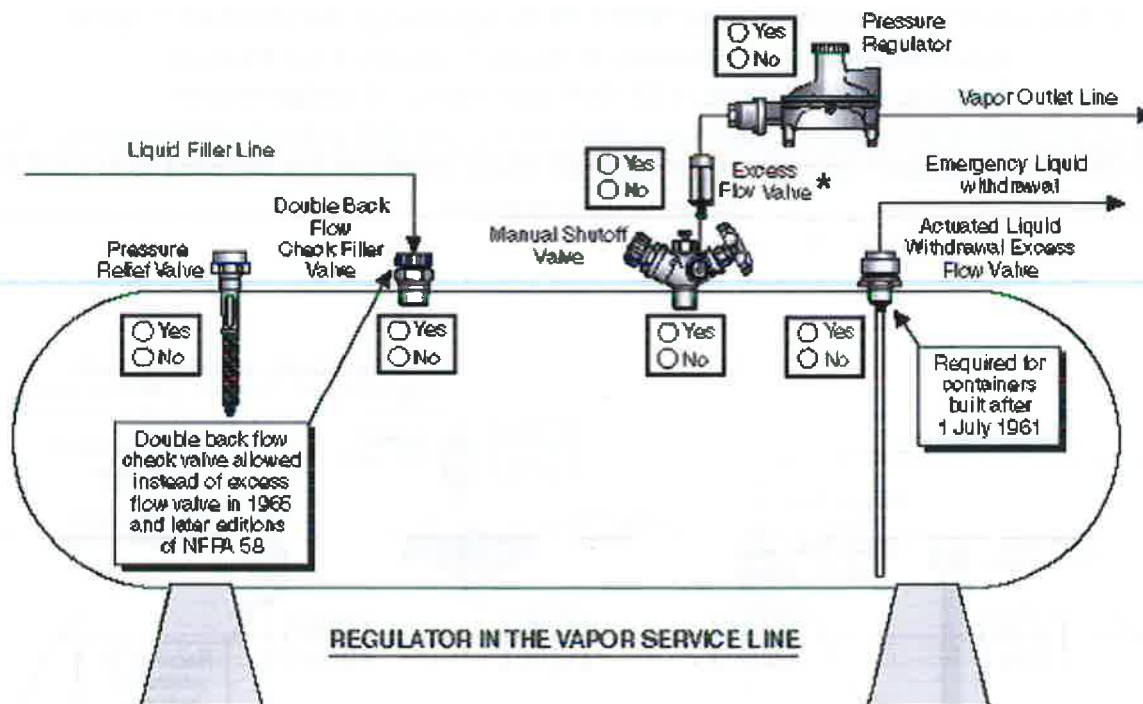 Yes
No
Pressure
Regulator
Vapor Outlet Line
Liquid Filler Line
Yes
No
Excess
Flow Valve *
Emergency Liquid
withdrawal
Double Back
Flow
Check Filler
Valve
Manual Shutoff
Valve
Actuated Liquid
Withdrawal Excess
Flow Valve
Pressure
Relief Valve
Yes
No
Yes
No
Yes
No
Yes
No
Required for
containers
built after
1 July 1961
Double back flow
check valve allowed
instead of excess
flow valve in 1965
and later editions
of NFPA 58
REGULATOR IN THE VAPOR SERVICE LINE